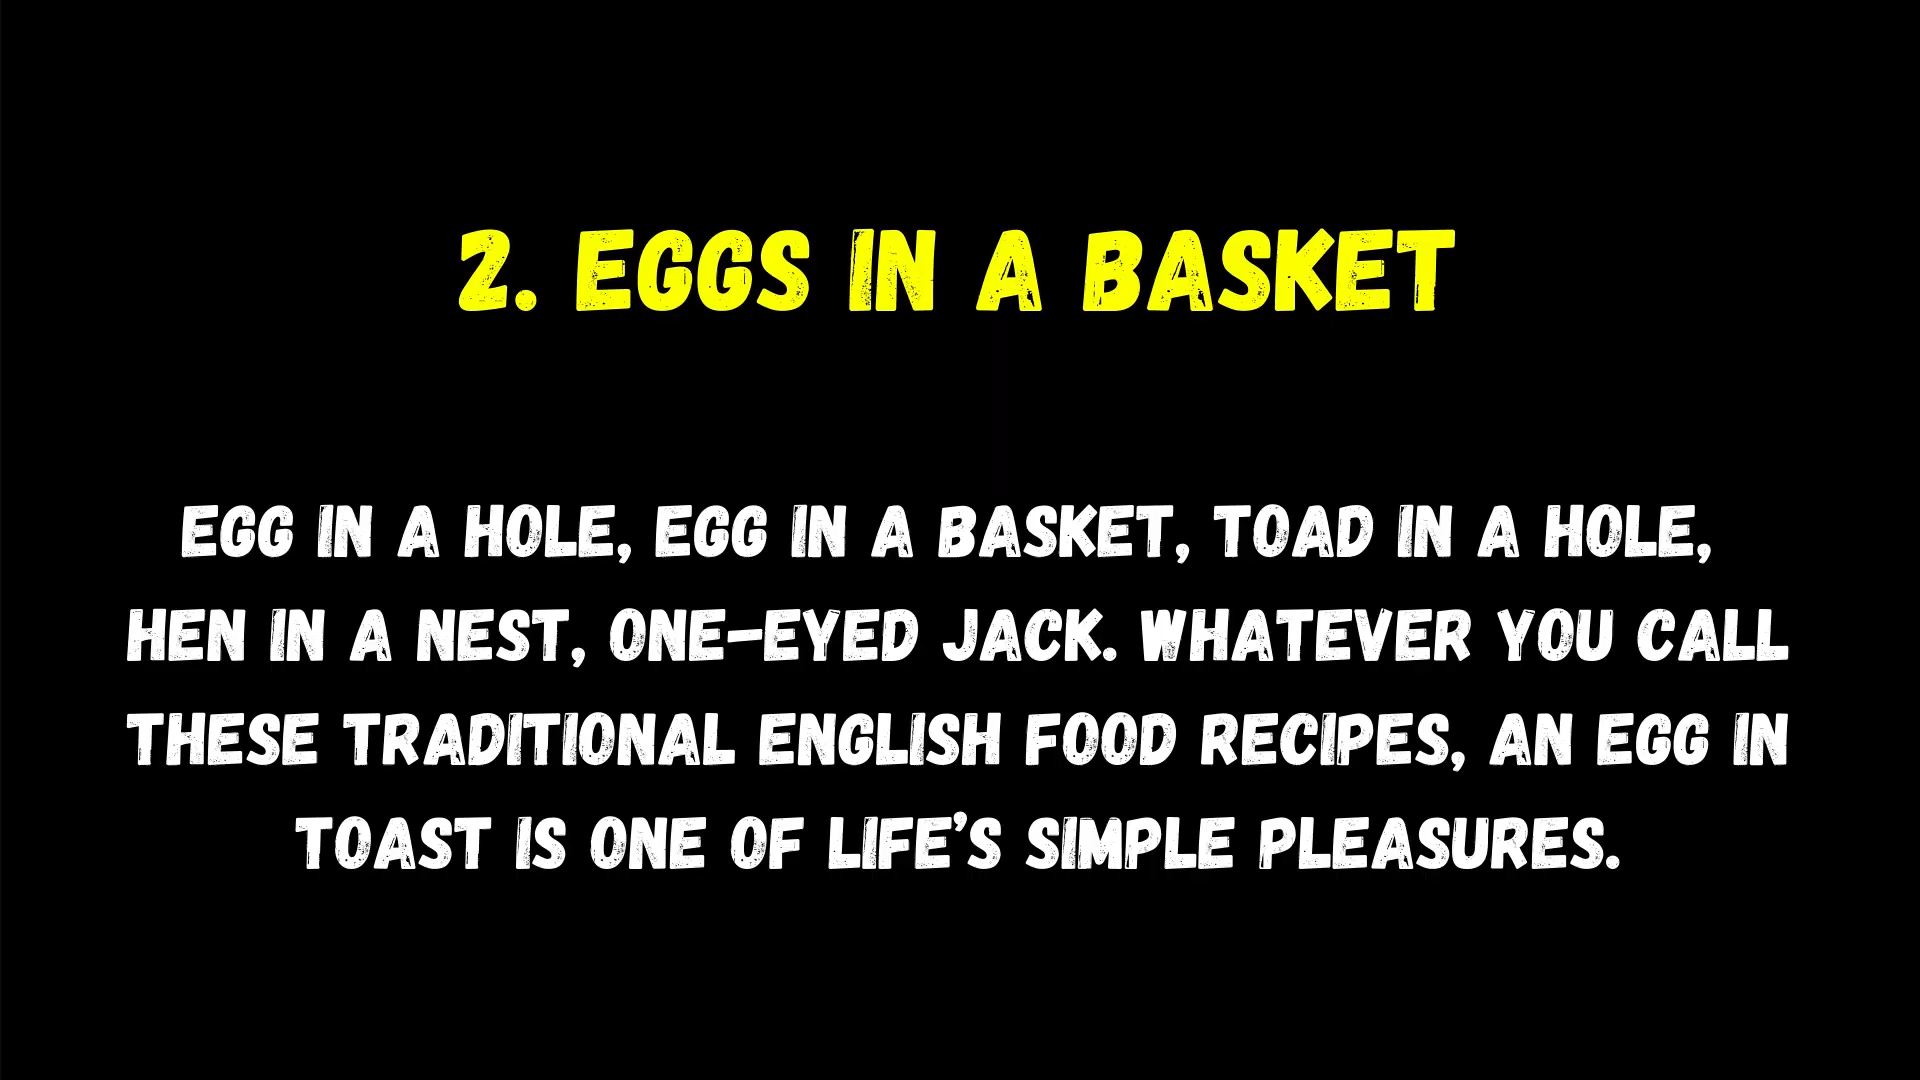 2. EGGS IN A BASKET
EGG IN A HOLE, EGG IN A BASKET, TOAD IN A HOLE,
HEN IN A NEST, ONE-EYED JACK. WHATEVER YOU CALL
THESE TRADITIONAL ENGLISH FOOD RECIPES, AN EGG IN
TOAST IS ONE OF LIFE’S SIMPLE PLEASURES.